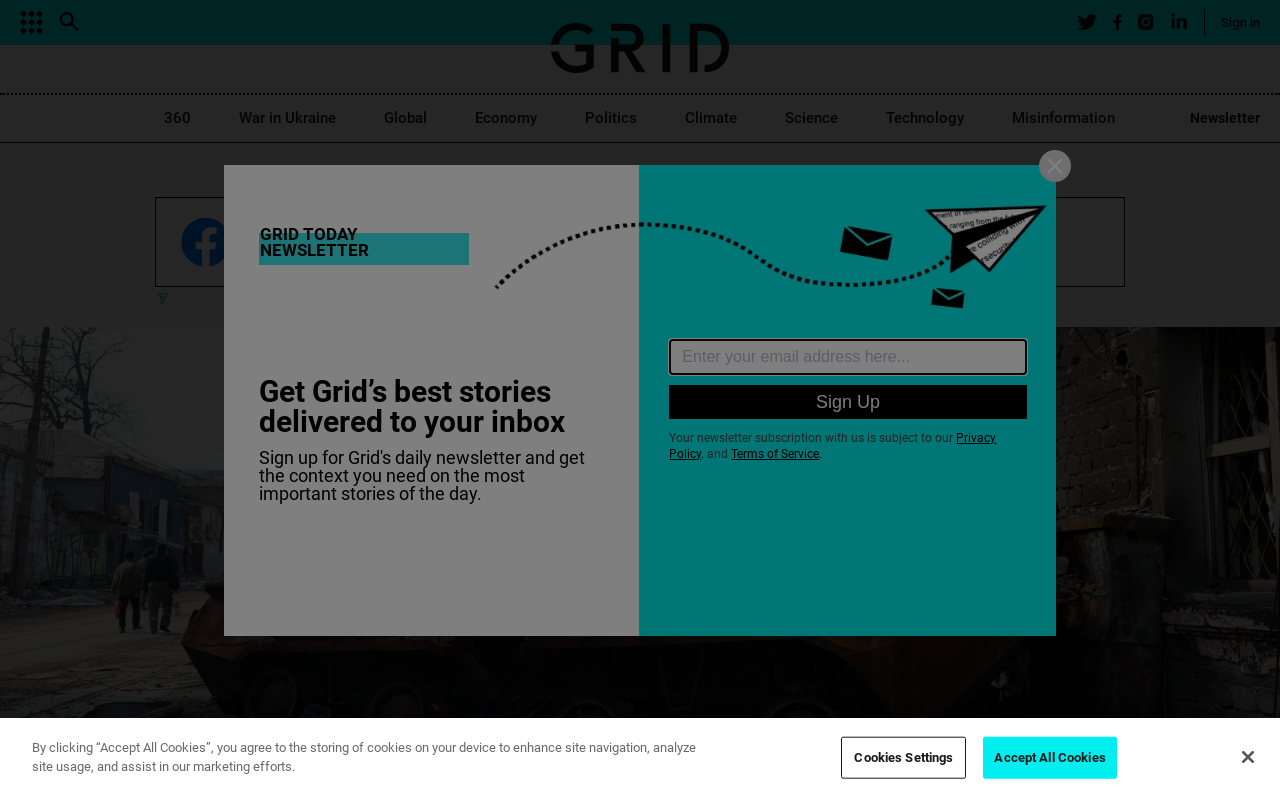 GRID
Sign in
360
War in Ukraine
Global
Economy
Politics
Climate
Science
Technology
Misinformation
Newsletter
GRID TODAY
NEWSLETTER
Get Grid’s best stories
delivered to your inbox
Sign up for Grid's daily newsletter and get
the context you need on the most
important stories of the day.
Enter your email address here...
Sign Up
Your newsletter subscription with us is subject to our Privacy
Policy. and Terms of Service.
By clicking “Accept All Cookies”, you agree to the storing of cookies on your device to enhance site navigation, analyze
site usage, and assist in our marketing efforts.
Cookies Settings
Accept All Cookies